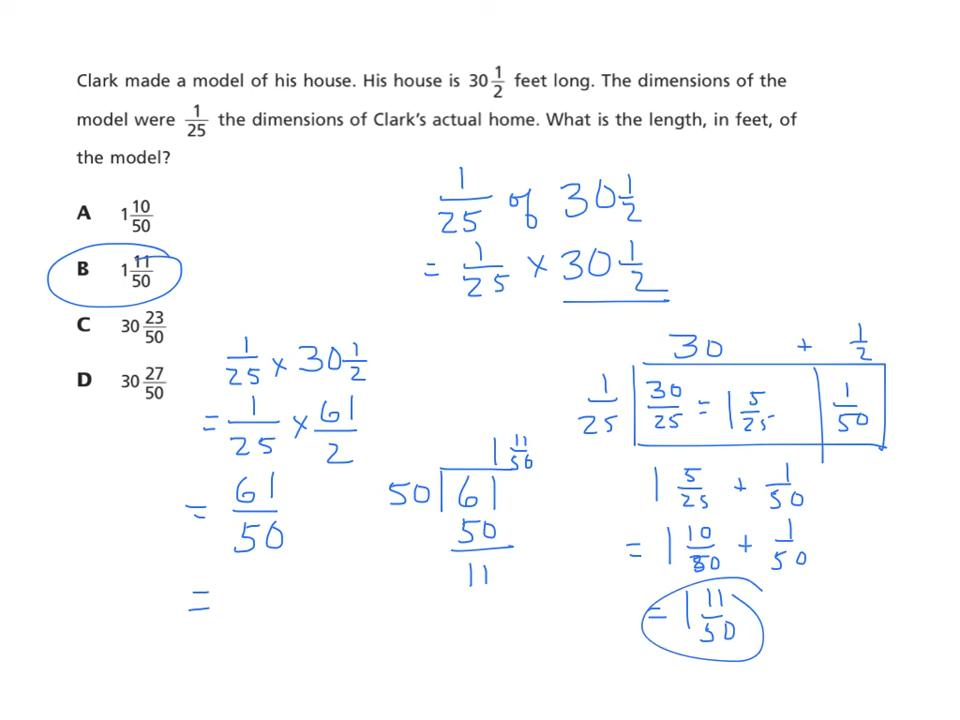 Clark made a model of his house. His house is 30 1/2 feet long. The dimensions of the
model were 1/25 the dimensions of Clark's actual home. What is the length, in feet, of
the model?
A 1 10/50
B 1 11/50
C 30 23/50
D 30 27/50
1/25 of 30 1/2
= 1/25 × 30 1/2
1/25 × 30 1/2
= 1/25 × 61/2
= 61/50
=
1 11/50
50 | 61
50
11
30 + 1/2
1/25 | 30/25 = 1 5/25 | 1/50
1 5/25 + 1/50
= 1 10/50 + 1/50
= 1 11/50